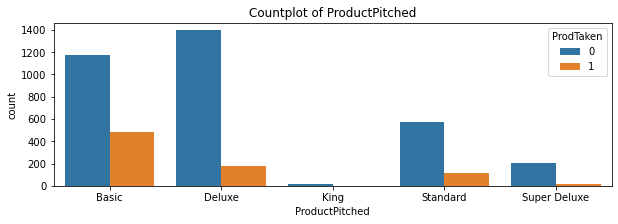 Countplot of ProductPitched
ProdTaken
0
1
1400
1200
1000
800
600
400
200
0
count
Basic
Deluxe
King
Standard
Super Deluxe
ProductPitched